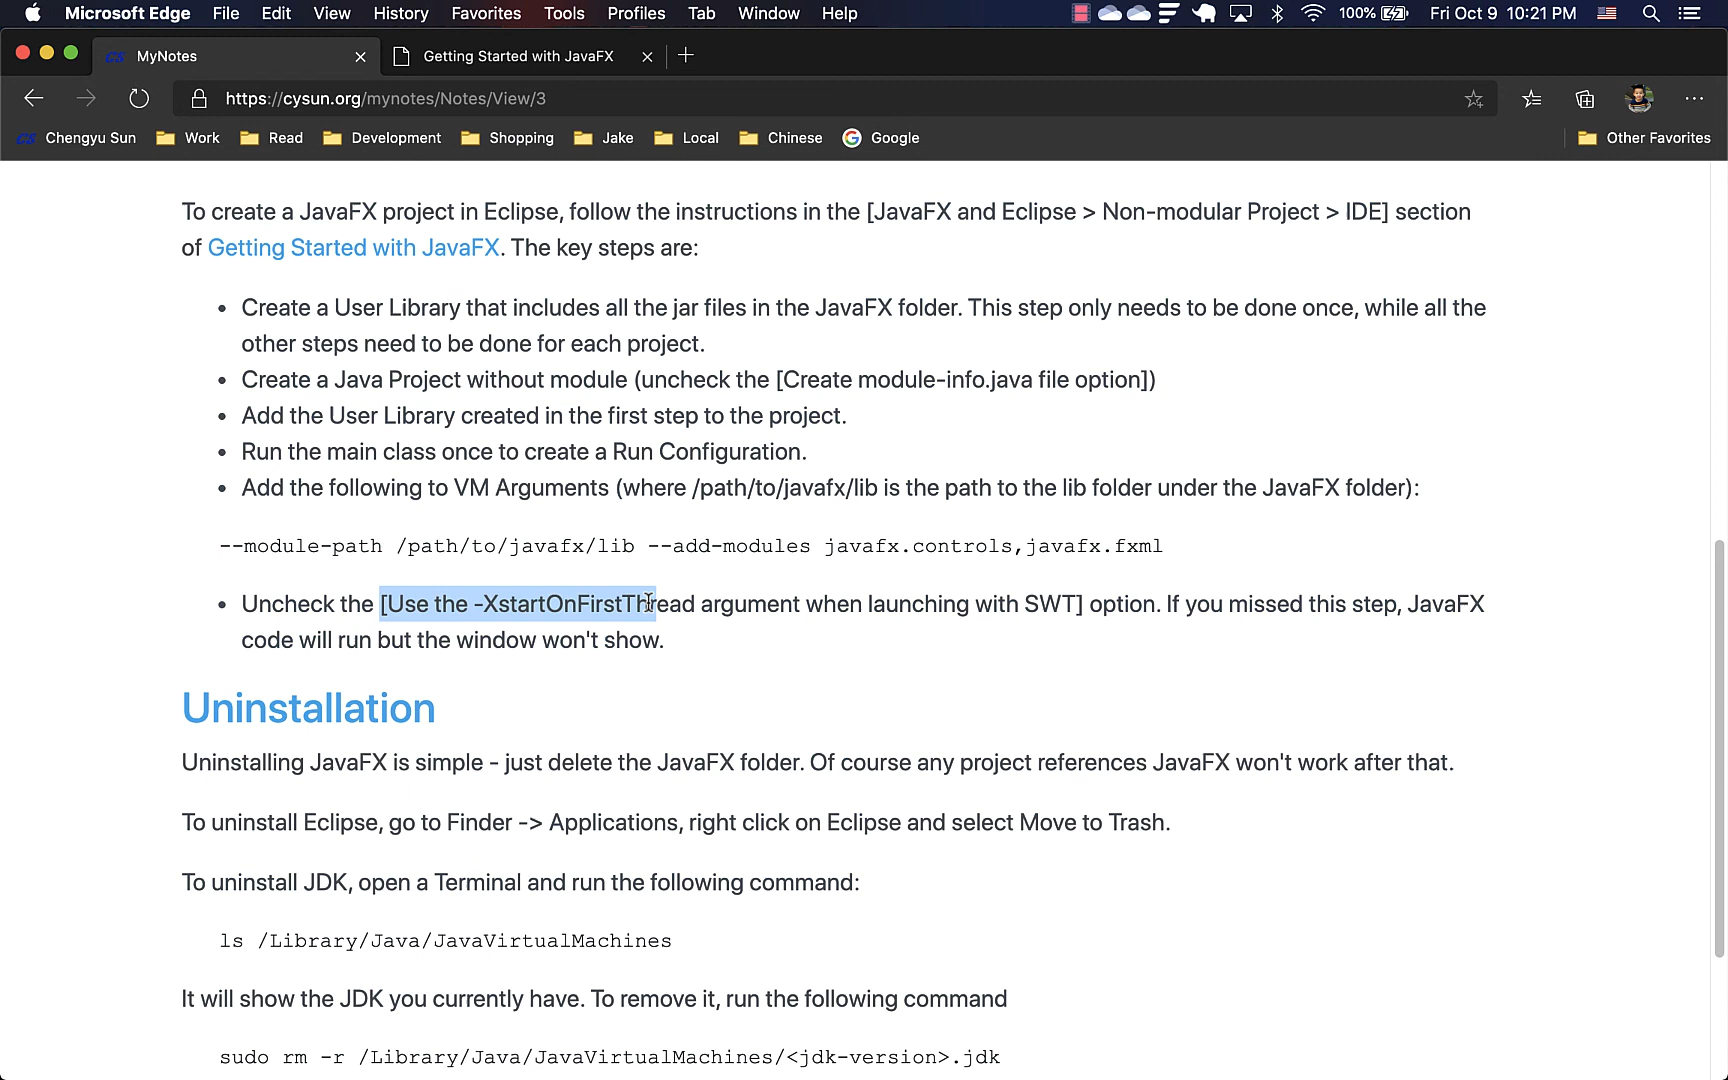 Microsoft Edge File Edit View History Favorites Tools Profiles Tab Window Help 100% Fri Oct 9 10:21 PM
CS MyNotes Getting Started with JavaFX
https://cysun.org/mynotes/Notes/View/3
CS Chengyu Sun Work Read Development Shopping Jake Local Chinese Google Other Favorites
To create a JavaFX project in Eclipse, follow the instructions in the [JavaFX and Eclipse > Non-modular Project > IDE] section
of Getting Started with JavaFX. The key steps are:
• Create a User Library that includes all the jar files in the JavaFX folder. This step only needs to be done once, while all the
other steps need to be done for each project.
• Create a Java Project without module (uncheck the [Create module-info.java file option])
• Add the User Library created in the first step to the project.
• Run the main class once to create a Run Configuration.
• Add the following to VM Arguments (where /path/to/javafx/lib is the path to the lib folder under the JavaFX folder):
--module-path /path/to/javafx/lib --add-modules javafx.controls,javafx.fxml
• Uncheck the [Use the -XstartOnFirstThread argument when launching with SWT] option. If you missed this step, JavaFX
code will run but the window won't show.
Uninstallation
Uninstalling JavaFX is simple - just delete the JavaFX folder. Of course any project references JavaFX won't work after that.
To uninstall Eclipse, go to Finder -> Applications, right click on Eclipse and select Move to Trash.
To uninstall JDK, open a Terminal and run the following command:
ls /Library/Java/JavaVirtualMachines
It will show the JDK you currently have. To remove it, run the following command
sudo rm -r /Library/Java/JavaVirtualMachines/<jdk-version>.jdk